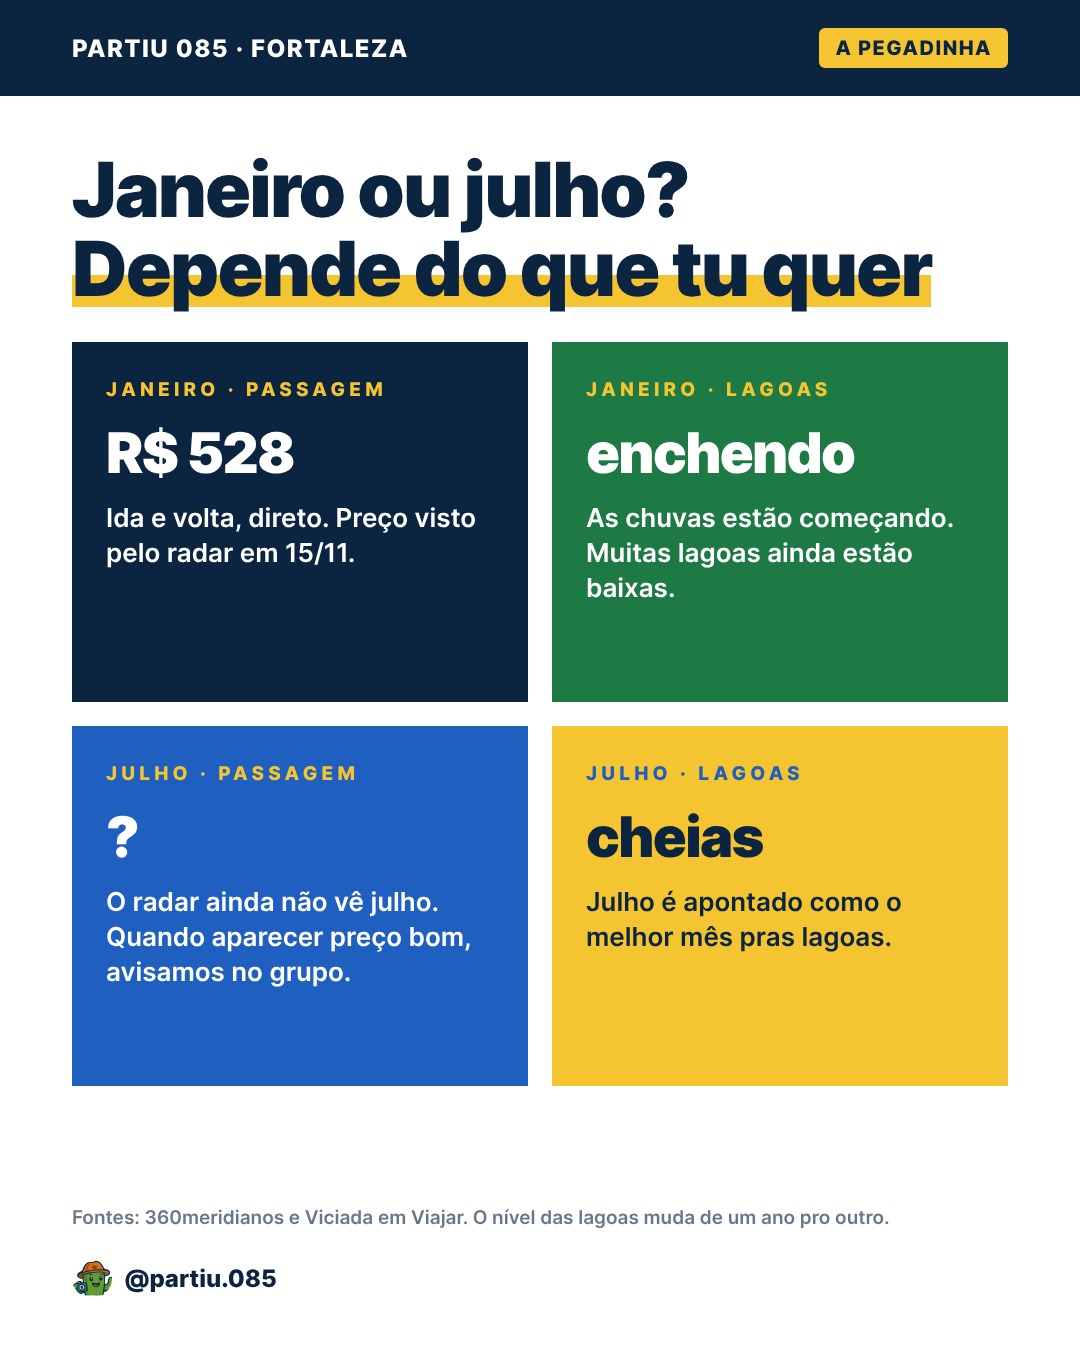 PARTIU 085 · FORTALEZA
A PEGADINHA
Janeiro ou julho?
Depende do que tu quer
JANEIRO · PASSAGEM
R$ 528
Ida e volta, direto. Preço visto
pelo radar em 15/11.
JANEIRO · LAGOAS
enchendo
As chuvas estão começando.
Muitas lagoas ainda estão
baixas.
JULHO · PASSAGEM
?
O radar ainda não vê julho.
Quando aparecer preço bom,
avisamos no grupo.
JULHO · LAGOAS
cheias
Julho é apontado como o
melhor mês pras lagoas.
Fontes: 360meridianos e Viciada em Viajar. O nível das lagoas muda de um ano pro outro.
@partiu.085